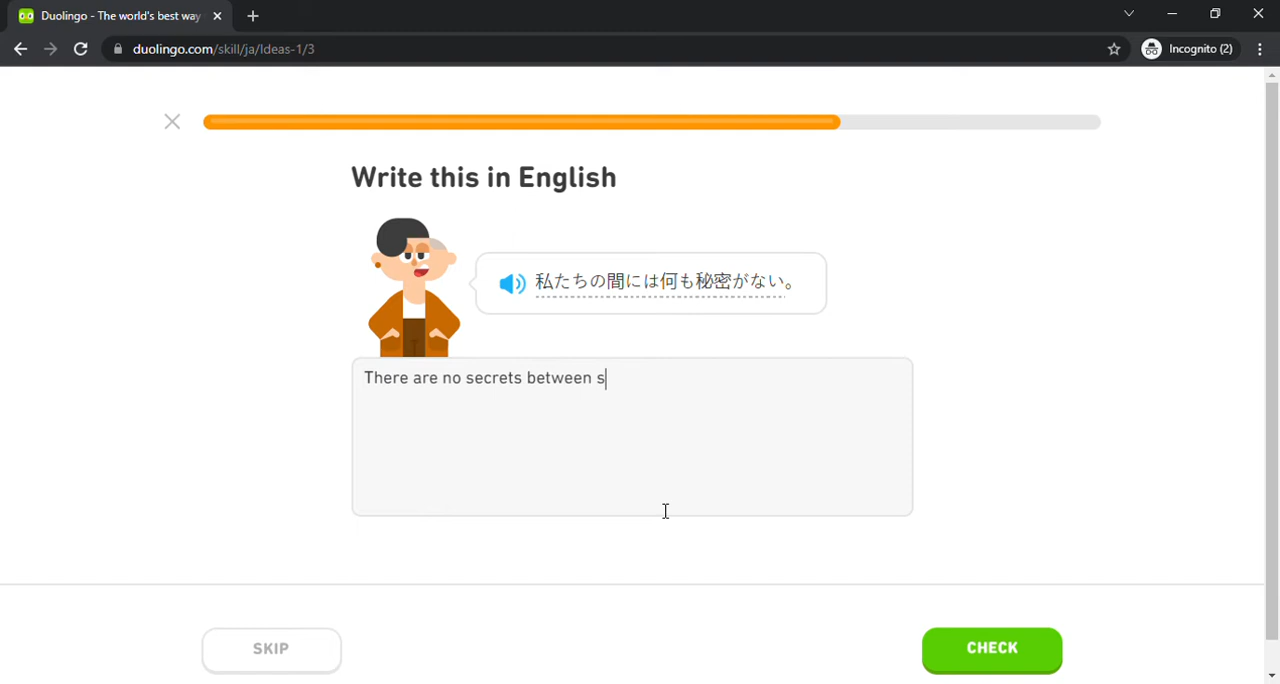 Duolingo - The world's best way
duolingo.com/skill/ja/Ideas-1/3
Incognito (2)
Write this in English
私たちの間には何も秘密がない。
There are no secrets between s
SKIP
CHECK